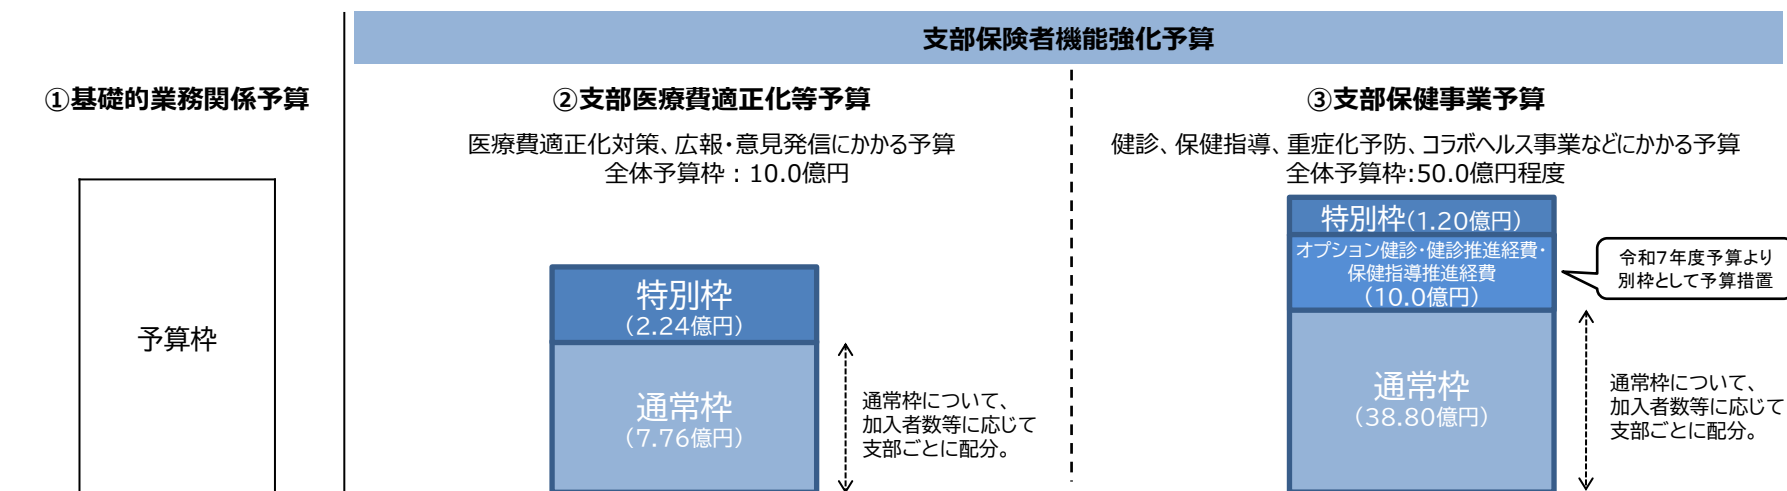 支部保険者機能強化予算
①基礎的業務関係予算
予算枠
②支部医療費適正化等予算
医療費適正化対策、広報・意見発信にかかる予算
全体予算枠：10.0億円
特別枠
（2.24億円）
通常枠
（7.76億円）
通常枠について、
加入者数等に応じて
支部ごとに配分。
③支部保健事業予算
健診、保健指導、重症化予防、コラボヘルス事業などにかかる予算
全体予算枠:50.0億円程度
特別枠（1.20億円）
オプション健診・健診推進経費・
保健指導推進経費
（10.0億円）
令和7年度予算より
別枠として予算措置
通常枠
（38.80億円）
通常枠について、
加入者数等に応じて
支部ごとに配分。